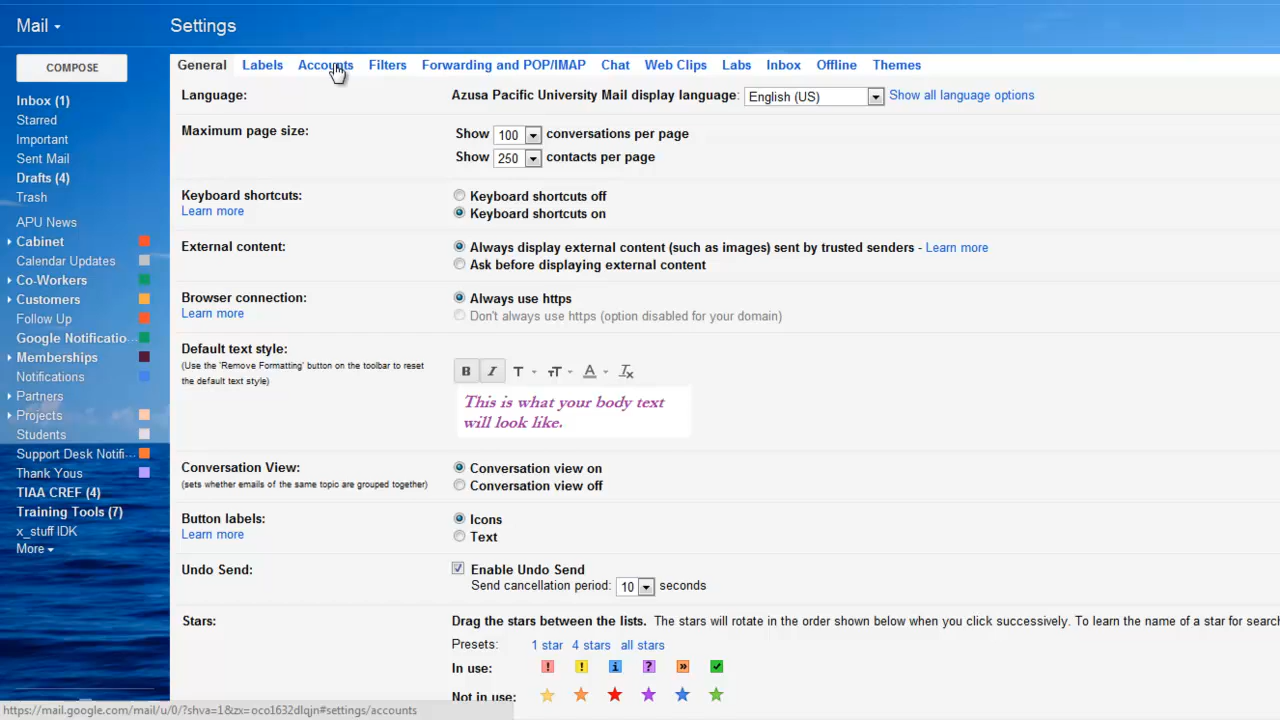 Mail
Settings
COMPOSE
General Labels Accounts Filters Forwarding and POP/IMAP Chat Web Clips Labs Inbox Offline Themes
Inbox (1)
Starred
Important
Sent Mail
Drafts (4)
Trash
APU News
Cabinet
Calendar Updates
Co-Workers
Customers
Follow Up
Google Notificatio...
Memberships
Notifications
Partners
Projects
Students
Support Desk Notifi...
Thank Yous
TIAA CREF (4)
Training Tools (7)
x_stuff IDK
More
Language:
Azusa Pacific University Mail display language: English (US) Show all language options
Maximum page size:
Show 100 conversations per page
Show 250 contacts per page
Keyboard shortcuts:
Learn more
Keyboard shortcuts off
Keyboard shortcuts on
External content:
Always display external content (such as images) sent by trusted senders - Learn more
Ask before displaying external content
Browser connection:
Learn more
Always use https
Don't always use https (option disabled for your domain)
Default text style:
(Use the 'Remove Formatting' button on the toolbar to reset
the default text style)
B I T TT A Tx
This is what your body text
will look like.
Conversation View:
(sets whether emails of the same topic are grouped together)
Conversation view on
Conversation view off
Button labels:
Learn more
Icons
Text
Undo Send:
Enable Undo Send
Send cancellation period: 10 seconds
Stars:
Drag the stars between the lists. The stars will rotate in the order shown below when you click successively. To learn the name of a star for search
Presets: 1 star 4 stars all stars
In use: ! ! i ? »
Not in use:
https://mail.google.com/mail/u/0/?shva=1&zx=oco1632dlqjn#settings/accounts